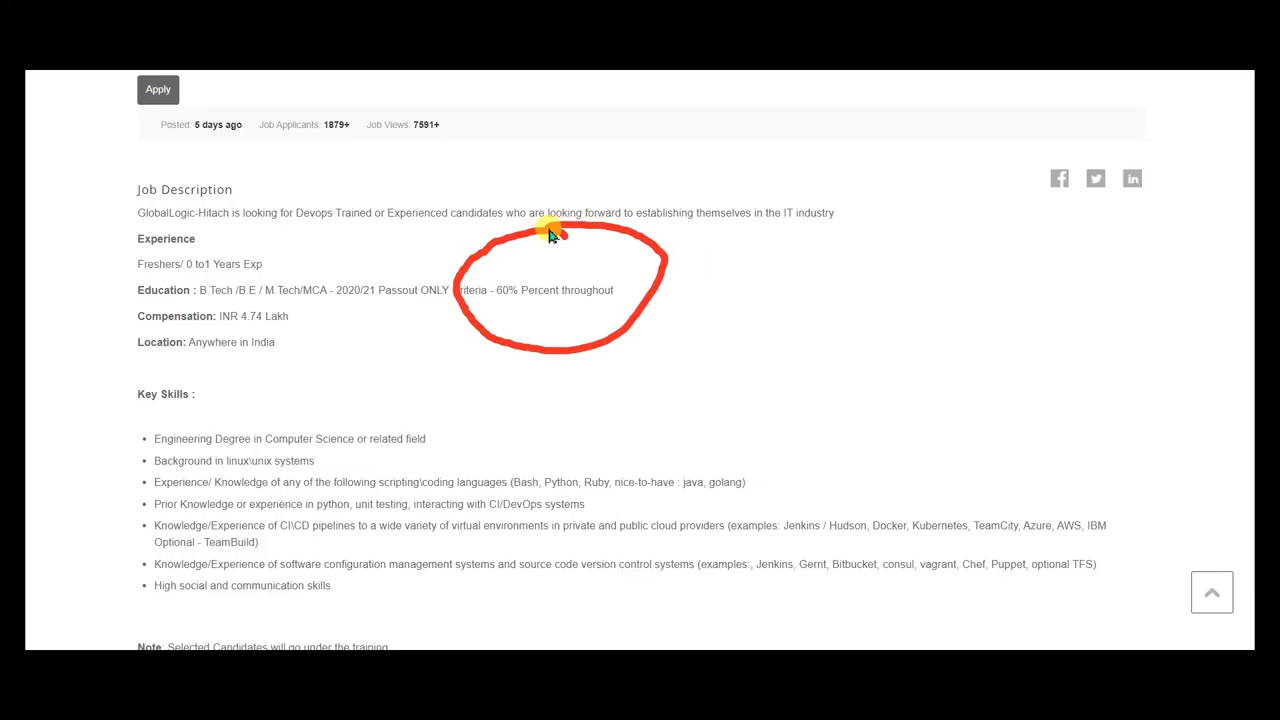 Apply
Posted: 5 days ago Job Applicants: 1879+ Job Views: 7591+
Job Description
GlobalLogic-Hitach is looking for Devops Trained or Experienced candidates who are looking forward to establishing themselves in the IT industry
Experience
Freshers/ 0 to1 Years Exp
Education : B.Tech /B.E / M.Tech/MCA - 2020/21 Passout ONLY Criteria - 60% Percent throughout
Compensation: INR 4.74 Lakh
Location: Anywhere in India
Key Skills :
• Engineering Degree in Computer Science or related field
• Background in linux\unix systems
• Experience/ Knowledge of any of the following scripting\coding languages (Bash, Python, Ruby, nice-to-have : java, golang)
• Prior Knowledge or experience in python, unit testing, interacting with CI/DevOps systems
• Knowledge/Experience of CI\CD pipelines to a wide variety of virtual environments in private and public cloud providers (examples: Jenkins / Hudson, Docker, Kubernetes, TeamCity, Azure, AWS, IBM
Optional - TeamBuild)
• Knowledge/Experience of software configuration management systems and source code version control systems (examples:, Jenkins, Gerrit, Bitbucket, consul, vagrant, Chef, Puppet, optional TFS)
• High social and communication skills
Note: Selected Candidates will go under the training